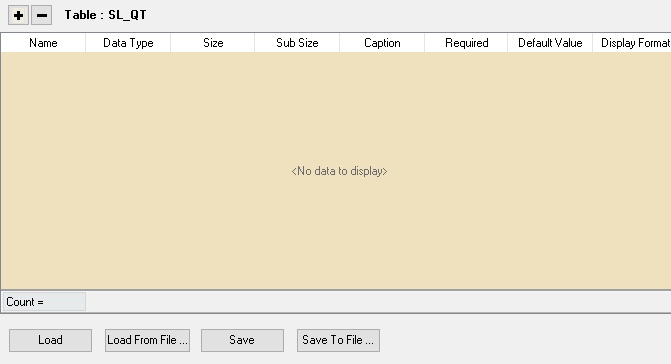 + - Table : SL_QT
Name Data Type Size Sub Size Caption Required Default Value Display Format
<No data to display>
Count =
Load Load From File ... Save Save To File ...